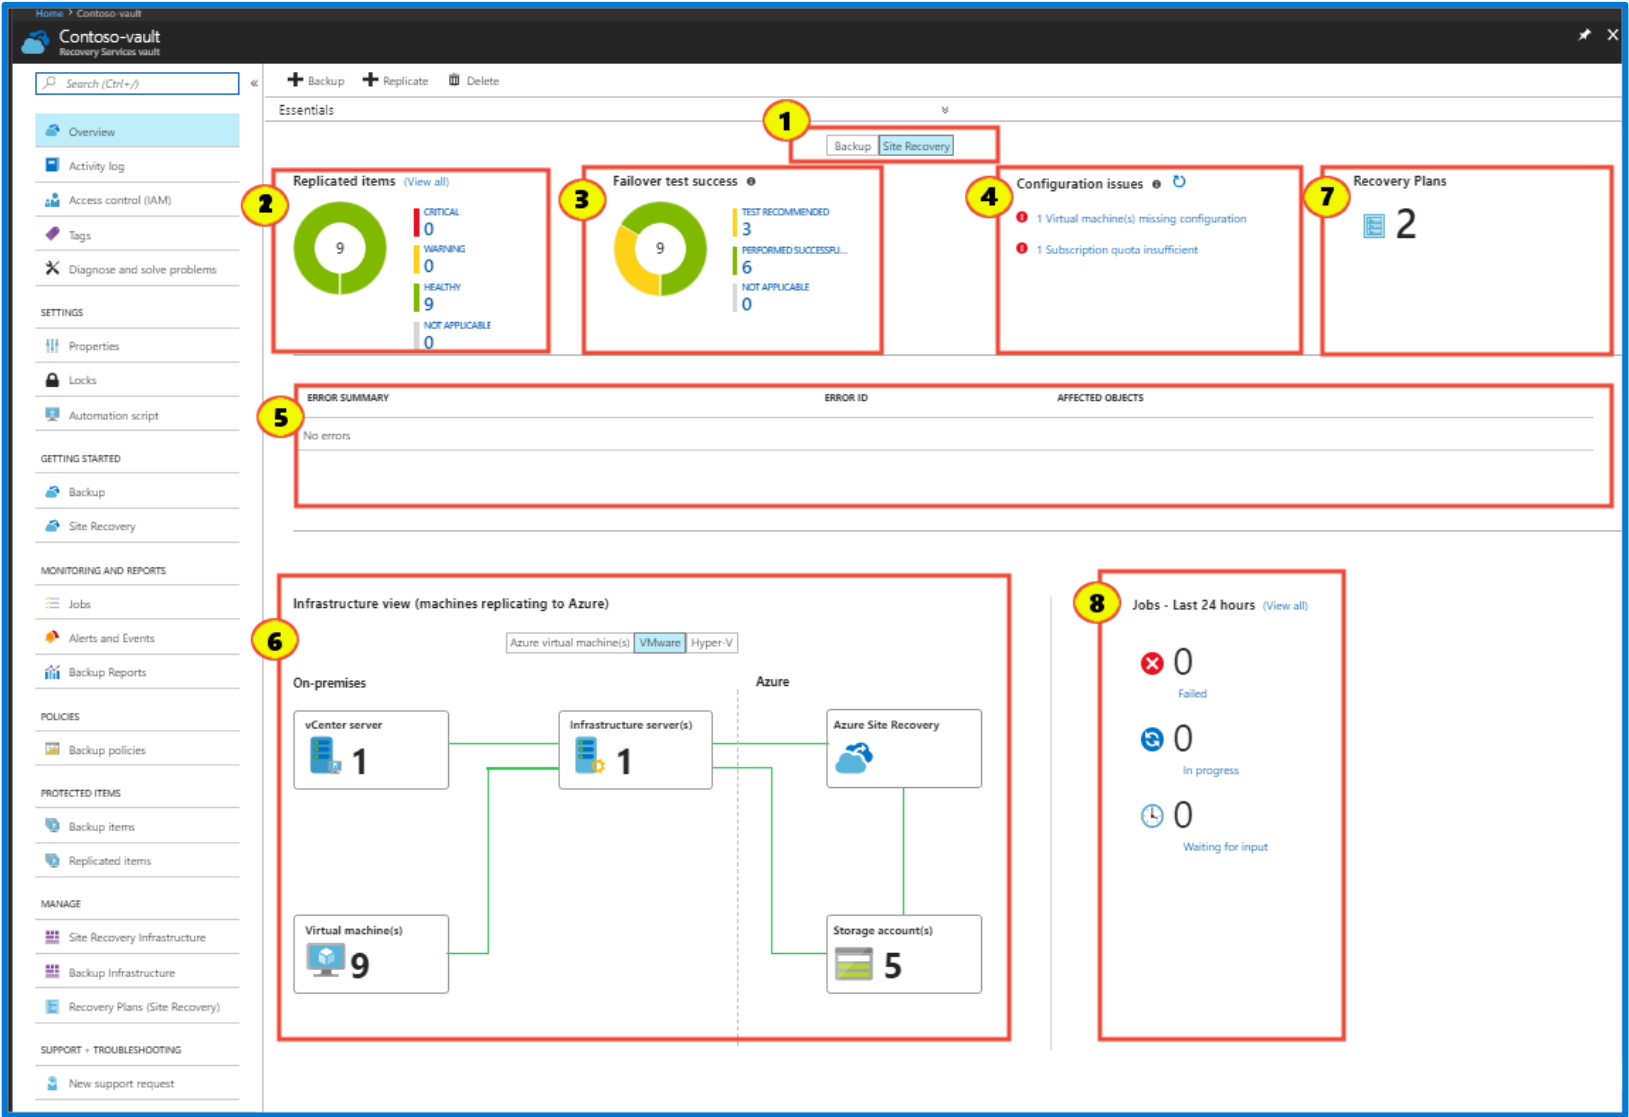 Home > Contoso-vault
Contoso-vault
Recovery Services vault
Search (Ctrl+/)
Overview
Activity log
Access control (IAM)
Tags
Diagnose and solve problems
SETTINGS
Properties
Locks
Automation script
GETTING STARTED
Backup
Site Recovery
MONITORING AND REPORTS
Jobs
Alerts and Events
Backup Reports
POLICIES
Backup policies
PROTECTED ITEMS
Backup items
Replicated items
MANAGE
Site Recovery Infrastructure
Backup Infrastructure
Recovery Plans (Site Recovery)
SUPPORT + TROUBLESHOOTING
New support request
Backup Replicate Delete
Essentials
1
Backup Site Recovery
2
Replicated items (View all)
9
CRITICAL
0
WARNING
0
HEALTHY
9
NOT APPLICABLE
0
3
Failover test success
9
TEST RECOMMENDED
3
PERFORMED SUCCESSFU...
6
NOT APPLICABLE
0
4
Configuration issues
1 Virtual machine(s) missing configuration
1 Subscription quota insufficient
7
Recovery Plans
2
5
ERROR SUMMARY ERROR ID AFFECTED OBJECTS
No errors
6
Infrastructure view (machines replicating to Azure)
Azure virtual machine(s) VMware Hyper-V
On-premises Azure
vCenter server
1
Infrastructure server(s)
1
Azure Site Recovery
Virtual machine(s)
9
Storage account(s)
5
8
Jobs - Last 24 hours (View all)
0
Failed
0
In progress
0
Waiting for input